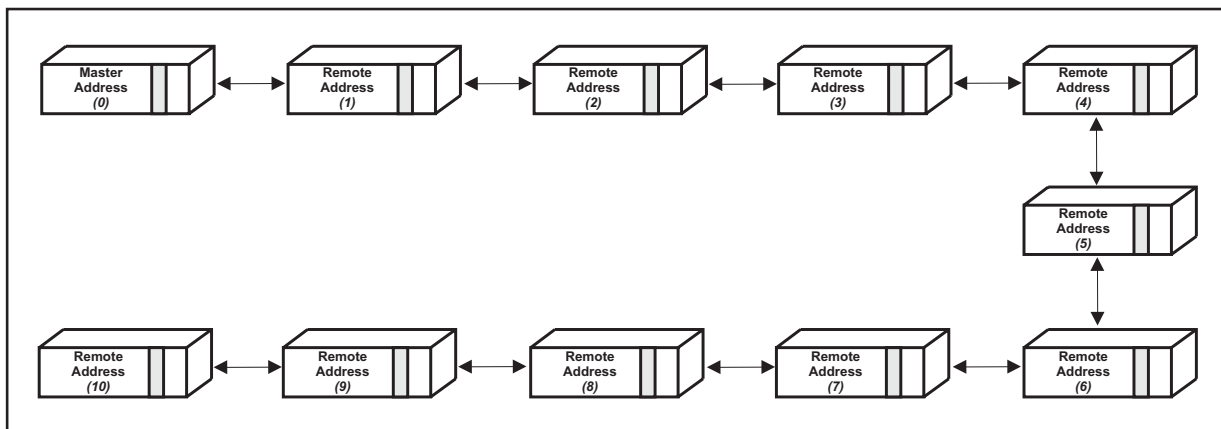 Master
Address
(0)
Remote
Address
(1)
Remote
Address
(2)
Remote
Address
(3)
Remote
Address
(4)
Remote
Address
(5)
Remote
Address
(10)
Remote
Address
(9)
Remote
Address
(8)
Remote
Address
(7)
Remote
Address
(6)